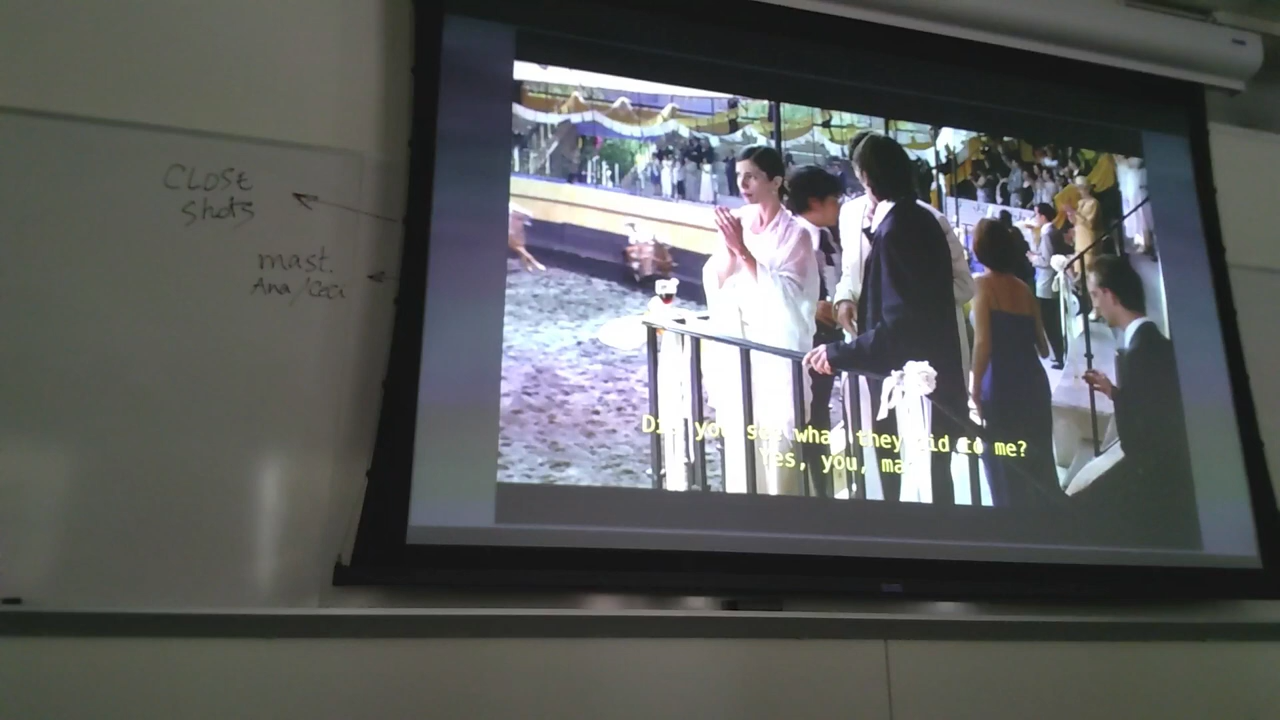 CLOSE
shots
mast.
Ana/Ceci
Did you see what they did to me?
Yes, you, ma